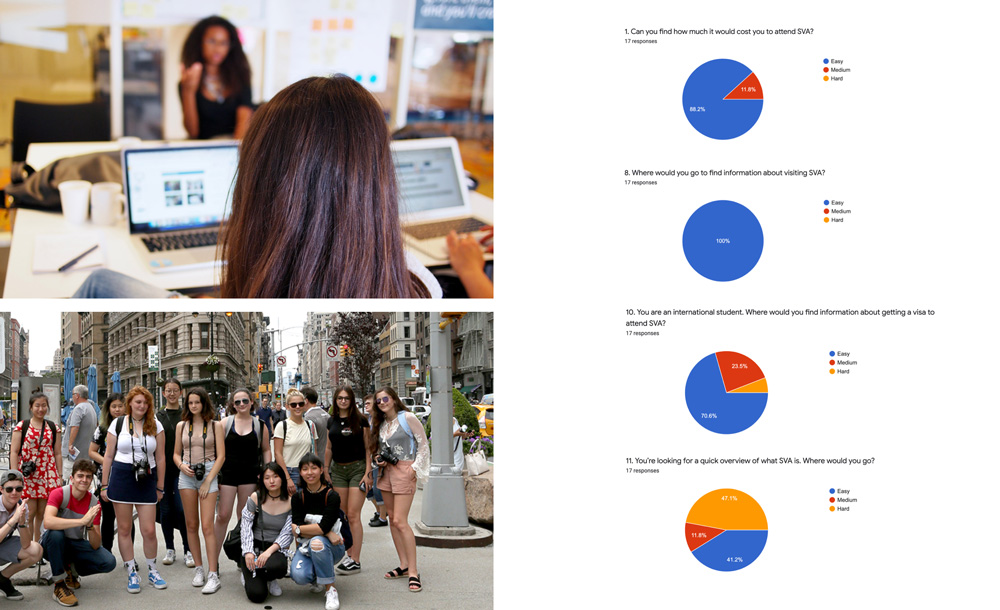 and you'll
1. Can you find how much it would cost you to attend SVA?
17 responses
Easy
Medium
Hard
11.8%
88.2%
8. Where would you go to find information about visiting SVA?
17 responses
Easy
Medium
Hard
100%
10. You are an international student. Where would you find information about getting a visa to
attend SVA?
17 responses
Easy
Medium
Hard
23.5%
70.6%
11. You're looking for a quick overview of what SVA is. Where would you go?
17 responses
Easy
Medium
Hard
47.1%
11.8%
41.2%